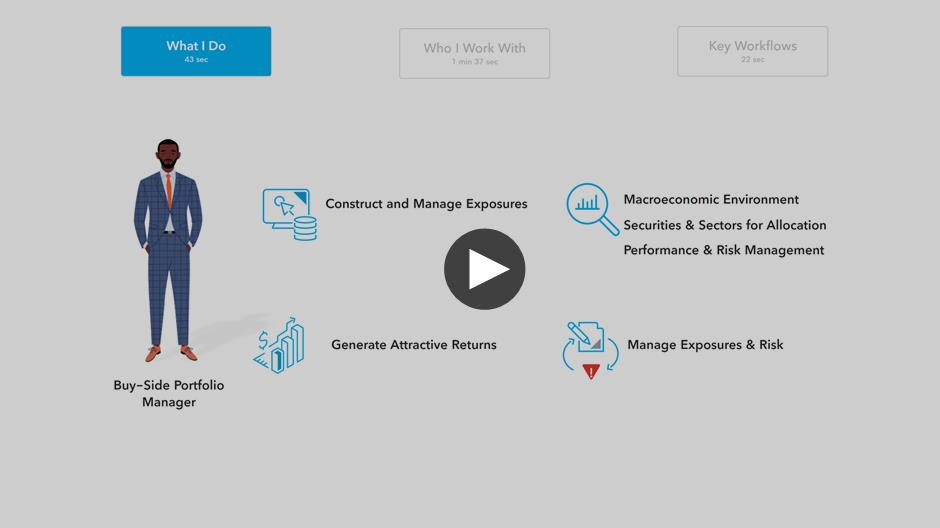 What I Do
43 sec
Who I Work With
1 min 37 sec
Key Workflows
22 sec
Construct and Manage Exposures
Macroeconomic Environment
Securities & Sectors for Allocation
Performance & Risk Management
$
Generate Attractive Returns
!
Manage Exposures & Risk
Buy-Side Portfolio
Manager